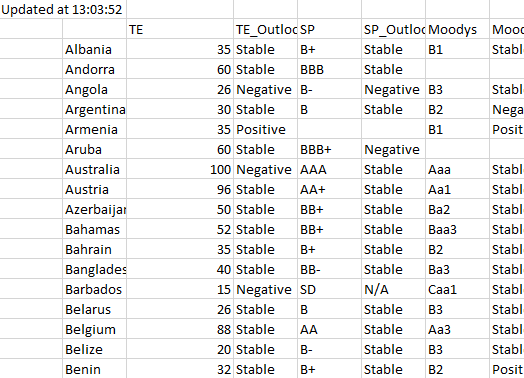 Updated at 13:03:52
TE TE_Outloo SP SP_Outloo Moodys Mood
Albania 35 Stable B+ Stable B1 Stabl
Andorra 60 Stable BBB Stable
Angola 26 Negative B- Negative B3 Stabl
Argentina 30 Stable B Stable B2 Nega
Armenia 35 Positive B1 Posit
Aruba 60 Stable BBB+ Negative
Australia 100 Negative AAA Stable Aaa Stabl
Austria 96 Stable AA+ Stable Aa1 Stabl
Azerbaijar 50 Stable BB+ Stable Ba2 Stabl
Bahamas 52 Stable BB+ Stable Baa3 Stabl
Bahrain 35 Stable B+ Stable B2 Stabl
Banglades 40 Stable BB- Stable Ba3 Stabl
Barbados 15 Negative SD N/A Caa1 Stabl
Belarus 26 Stable B Stable B3 Stabl
Belgium 88 Stable AA Stable Aa3 Stabl
Belize 20 Stable B- Stable B3 Stabl
Benin 32 Stable B+ Stable B2 Posit